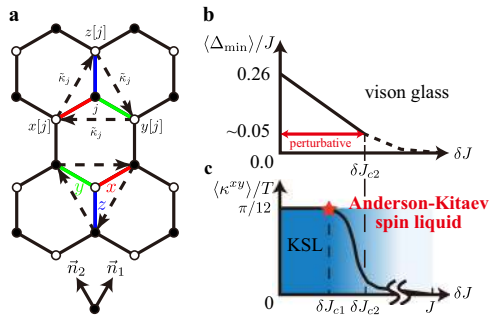 a
z[j]
κ̃ⱼ
κ̃ⱼ
j
x[j]
κ̃ⱼ
y[j]
y
x
z
n⃗₂
n⃗₁
b
⟨Δmin⟩/J
0.26
vison glass
~0.05
perturbative
0.0
δJ
δJc2
c
⟨κ^xy⟩/T
π/12
Anderson-Kitaev
spin liquid
KSL
0
δJc1
δJc2
J
δJ